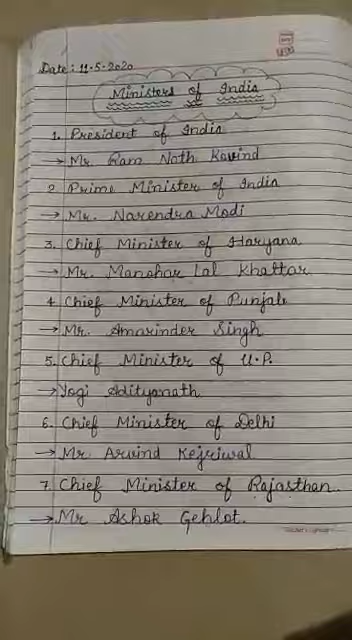 Date: 11-5-2020
Ministers of India
1. President of India
→ Mr. Ram Nath Kovind
2. Prime Minister of India
→ Mr. Narendra Modi
3. Chief Minister of Haryana
→ Mr. Manohar Lal Khattar
4. Chief Minister of Punjab
→ Mr. Amarinder Singh
5. Chief Minister of U.P.
→ Yogi Adityanath
6. Chief Minister of Delhi
→ Mr Arvind Kejriwal
7. Chief Minister of Rajasthan
→ Mr Ashok Gehlot.